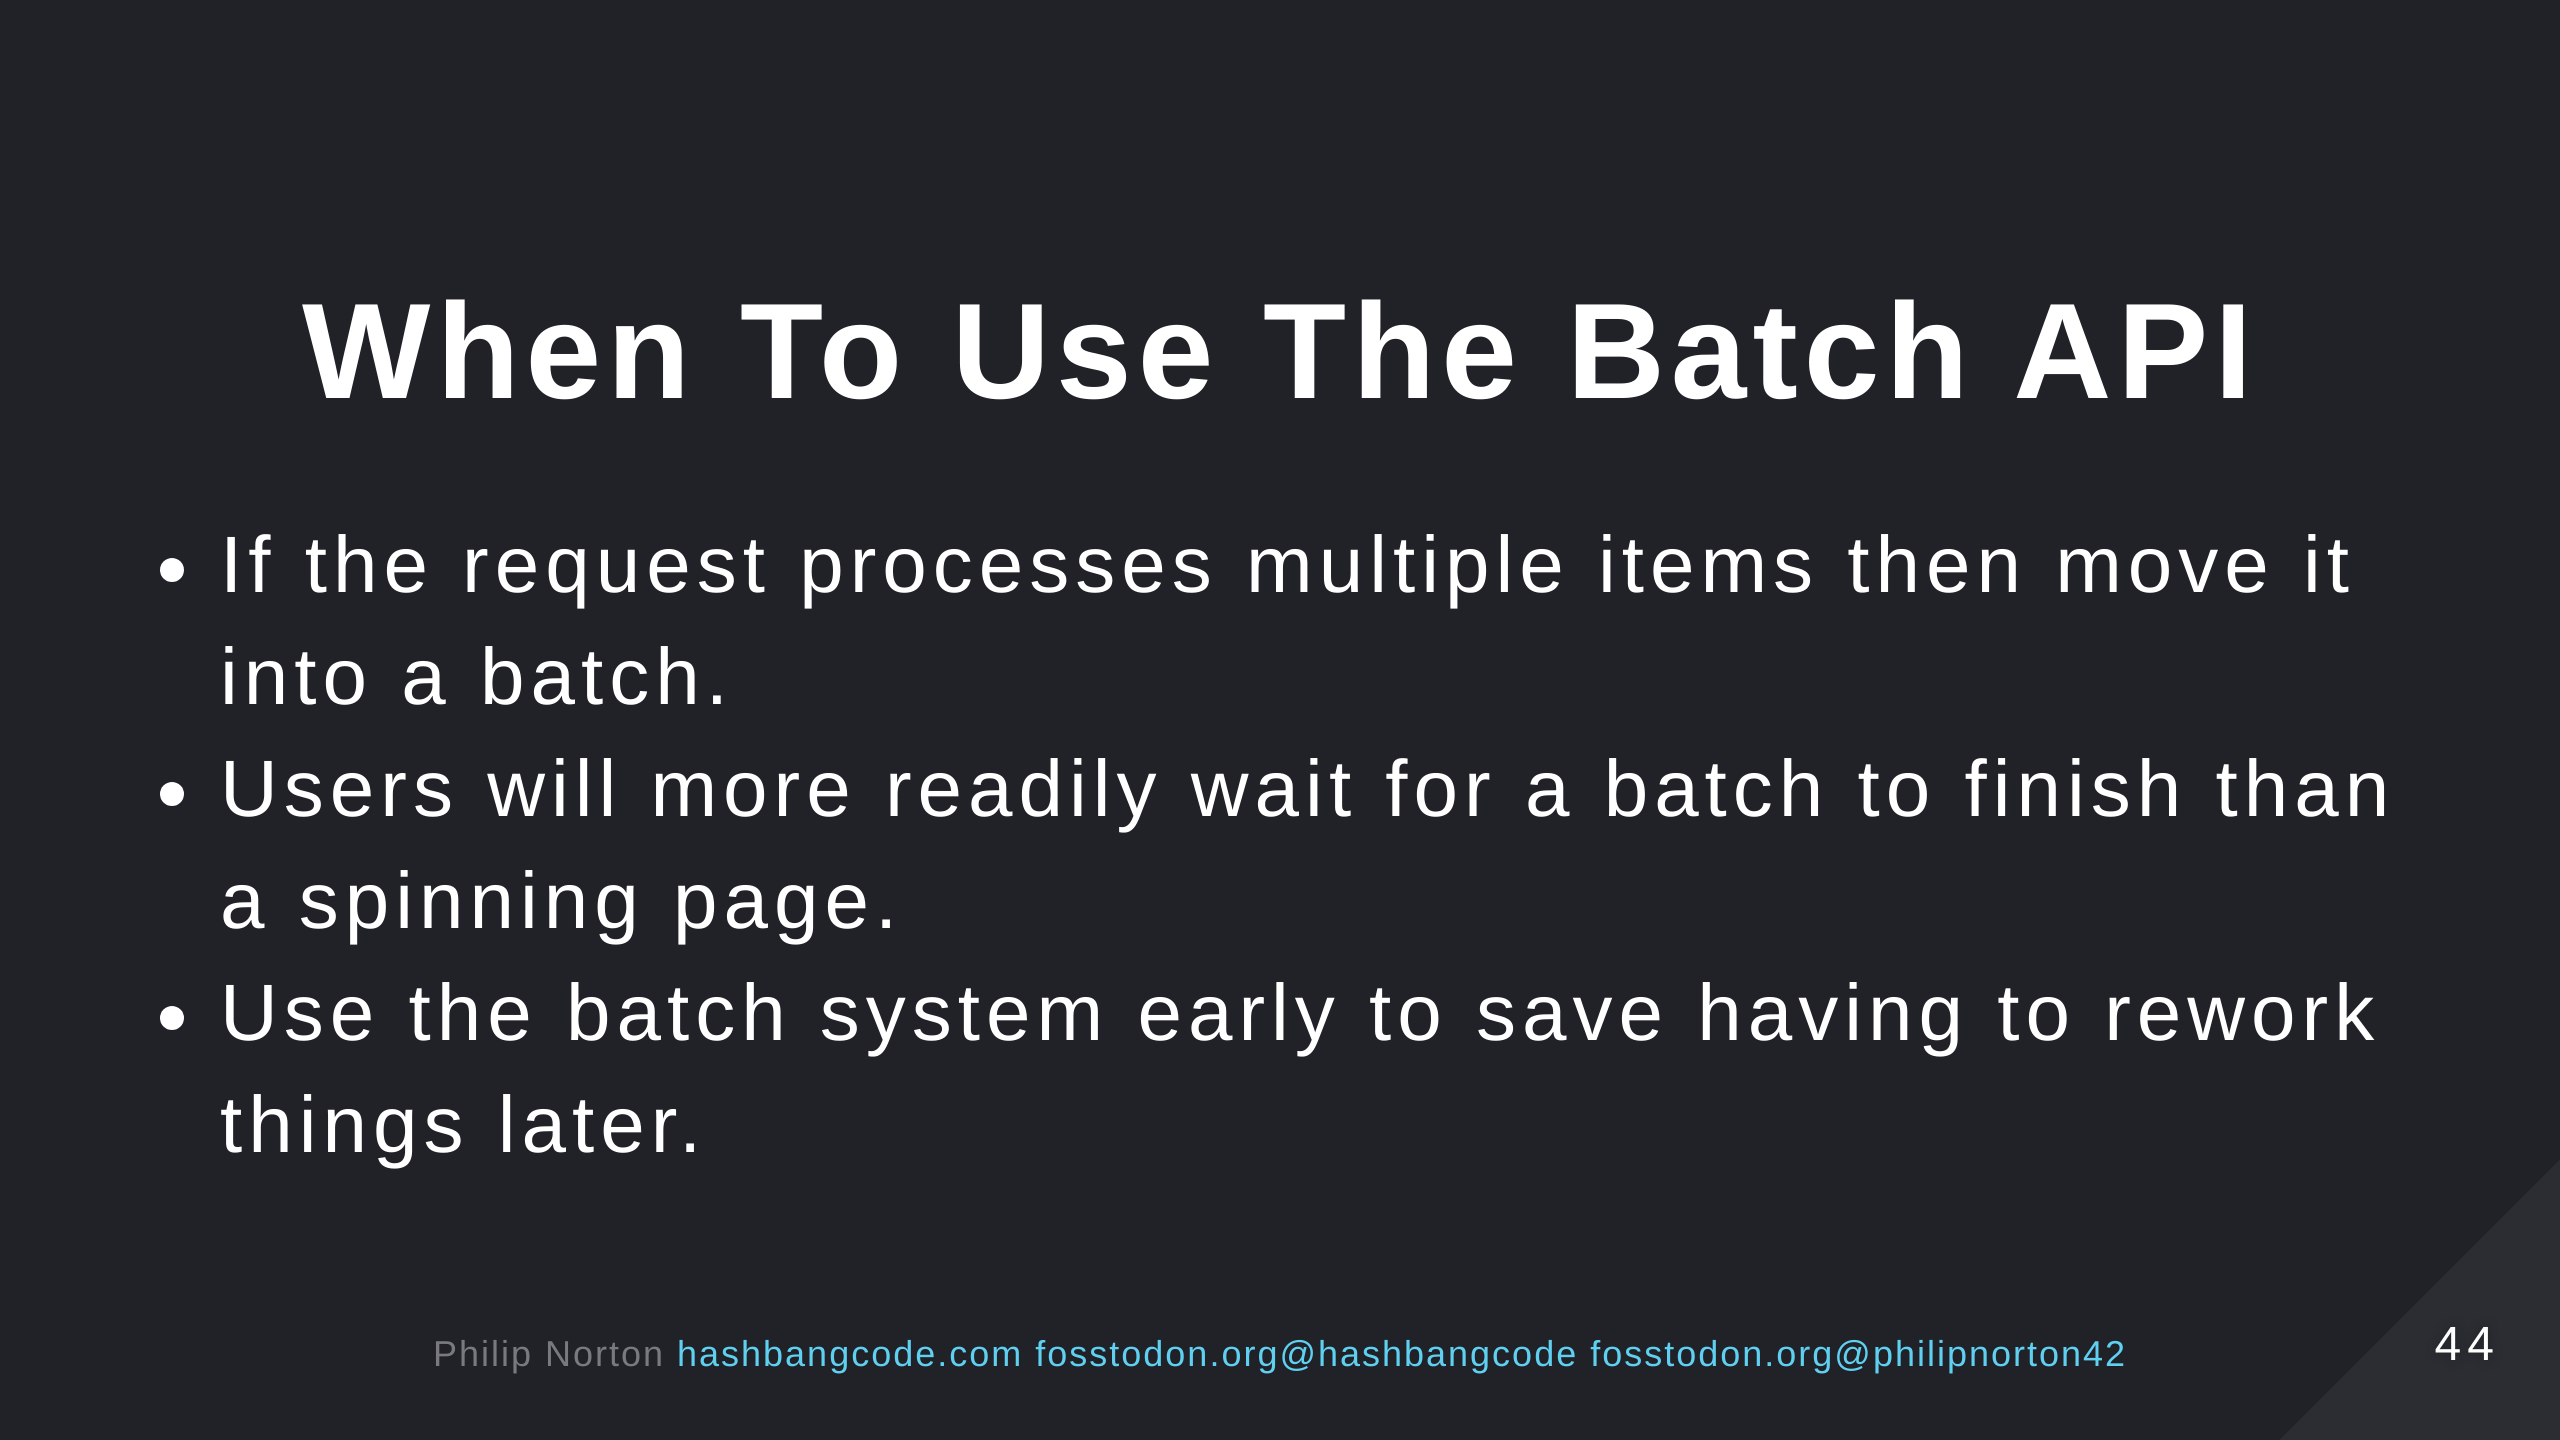 When To Use The Batch API
• If the request processes multiple items then move it
into a batch.
• Users will more readily wait for a batch to finish than
a spinning page.
• Use the batch system early to save having to rework
things later.
Philip Norton hashbangcode.com fosstodon.org@hashbangcode fosstodon.org@philipnorton42
44